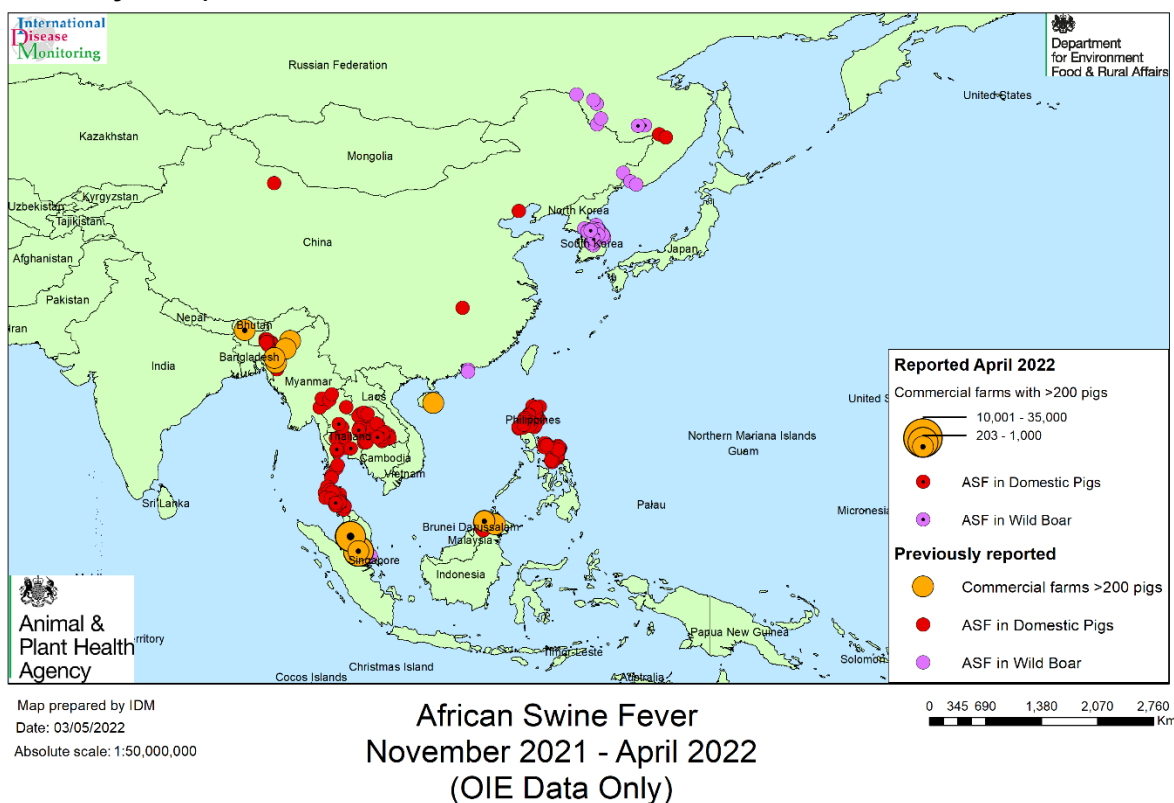 International
Disease
Monitoring
Department
for Environment
Food & Rural Affairs
Russian Federation
United States
Kazakhstan
Mongolia
Uzbekistan
Kyrgyzstan
Tajikistan
North Korea
China
South Korea
Japan
Afghanistan
Pakistan
Iran
Nepal
Bhutan
Bangladesh
India
Myanmar
Laos
Thailand
Philippines
Cambodia
Vietnam
Northern Mariana Islands
Guam
Sri Lanka
Palau
Brunei Darussalam
Malaysia
Singapore
Indonesia
Papua New Guinea
Timor-Leste
Christmas Island
Cocos Islands
Australia
Reported April 2022
Commercial farms with >200 pigs
10,001 - 35,000
203 - 1,000
ASF in Domestic Pigs
ASF in Wild Boar
Previously reported
Commercial farms >200 pigs
ASF in Domestic Pigs
ASF in Wild Boar
Animal &
Plant Health
Agency
Map prepared by IDM
Date: 03/05/2022
Absolute scale: 1:50,000,000
African Swine Fever
November 2021 - April 2022
(OIE Data Only)
0 345 690 1,380 2,070 2,760
Km